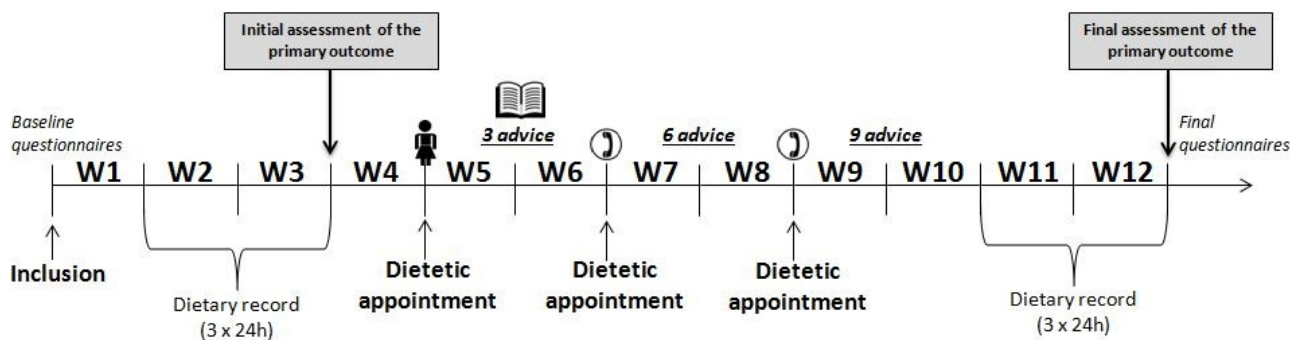 Initial assessment of the
primary outcome
Final assessment of the
primary outcome
Baseline
questionnaires
3 advice
6 advice
9 advice
Final
questionnaires
W1 W2 W3 W4 W5 W6 W7 W8 W9 W10 W11 W12
Inclusion
Dietary record
(3 x 24h)
Dietetic
appointment
Dietetic
appointment
Dietetic
appointment
Dietary record
(3 x 24h)